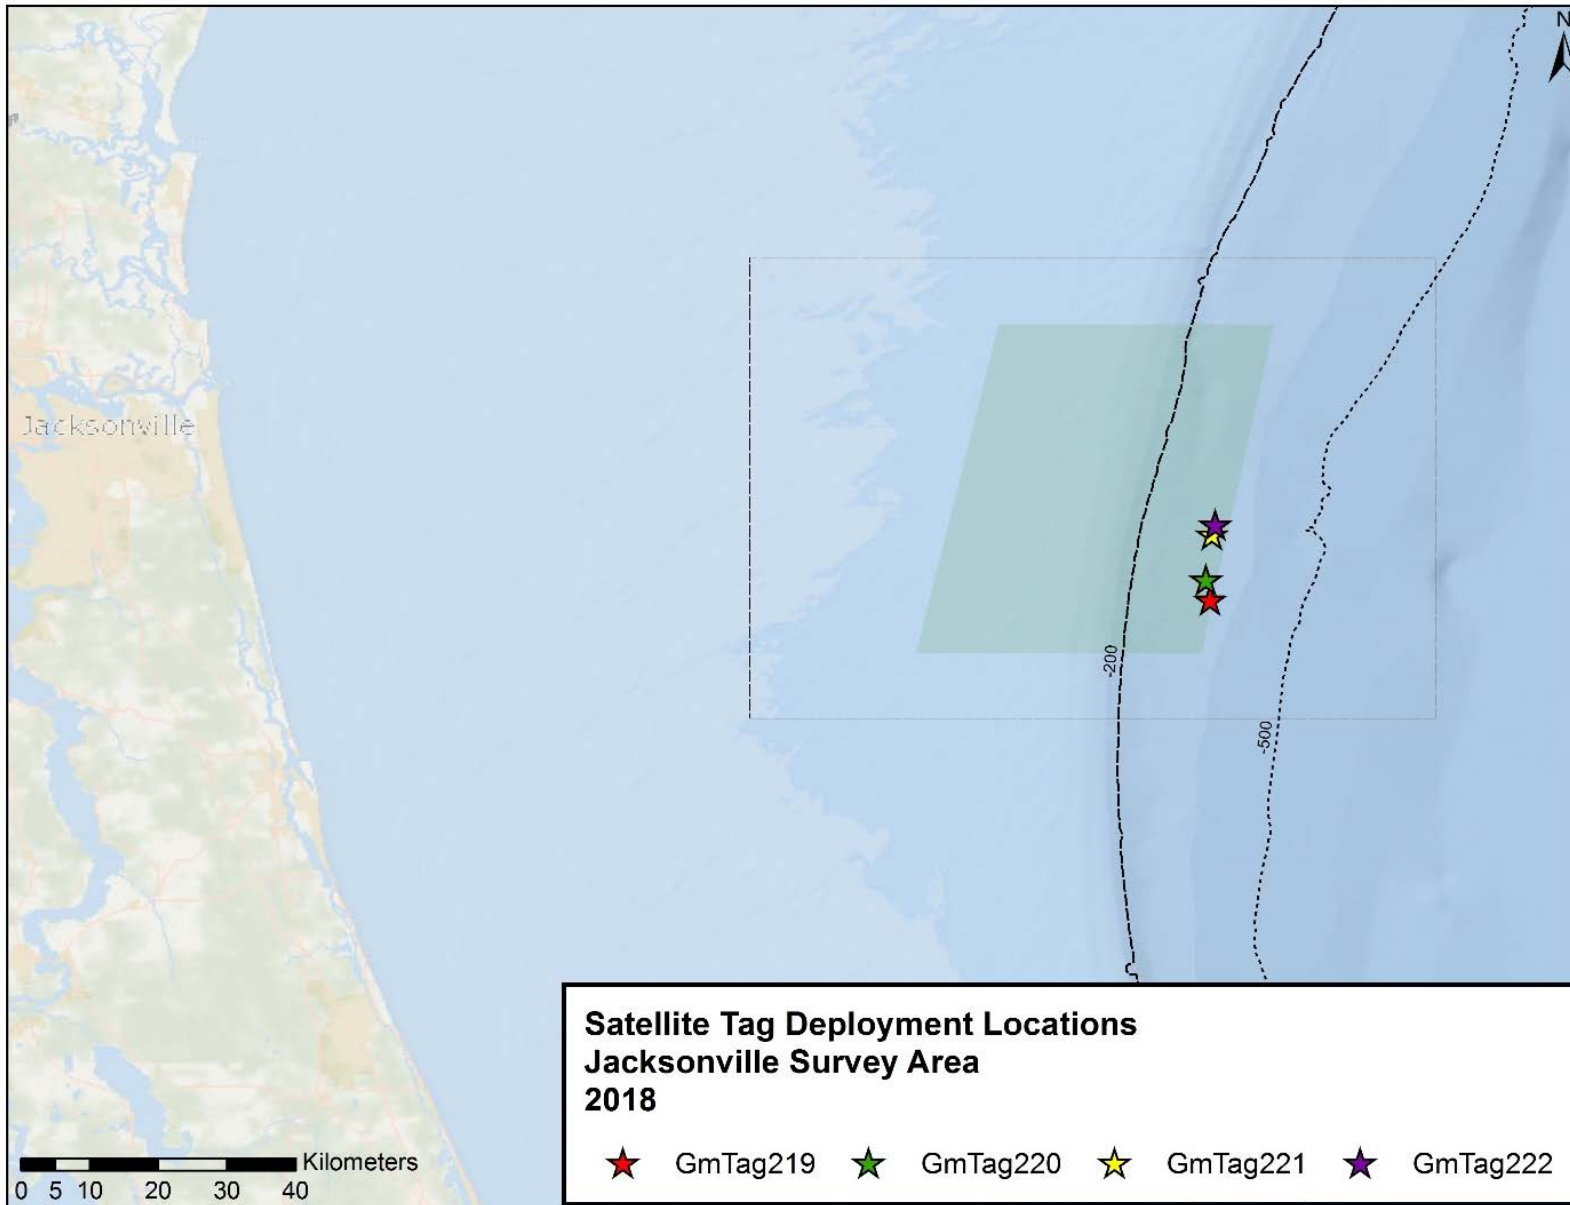 N
Jacksonville
-200
-500
Satellite Tag Deployment Locations
Jacksonville Survey Area
2018
GmTag219 GmTag220 GmTag221 GmTag222
Kilometers
0 5 10 20 30 40